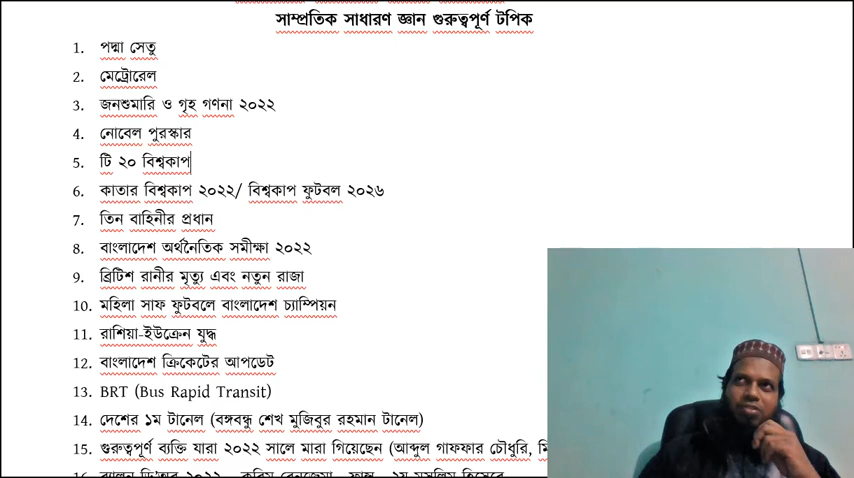 সাম্প্রতিক সাধারণ জ্ঞান গুরুত্বপূর্ণ টপিক
1. পদ্মা সেতু
2. মেট্রোরেল
3. জনশুমারি ও গৃহ গণনা ২০২২
4. নোবেল পুরস্কার
5. টি ২০ বিশ্বকাপ
6. কাতার বিশ্বকাপ ২০২২/ বিশ্বকাপ ফুটবল ২০২৬
7. তিন বাহিনীর প্রধান
8. বাংলাদেশ অর্থনৈতিক সমীক্ষা ২০২২
9. ব্রিটিশ রানীর মৃত্যু এবং নতুন রাজা
10. মহিলা সাফ ফুটবলে বাংলাদেশ চ্যাম্পিয়ন
11. রাশিয়া-ইউক্রেন যুদ্ধ
12. বাংলাদেশ ক্রিকেটের আপডেট
13. BRT (Bus Rapid Transit)
14. দেশের ১ম টানেল (বঙ্গবন্ধু শেখ মুজিবুর রহমান টানেল)
15. গুরুত্বপূর্ণ ব্যক্তি যারা ২০২২ সালে মারা গিয়েছেন (আব্দুল গাফফার চৌধুরি,